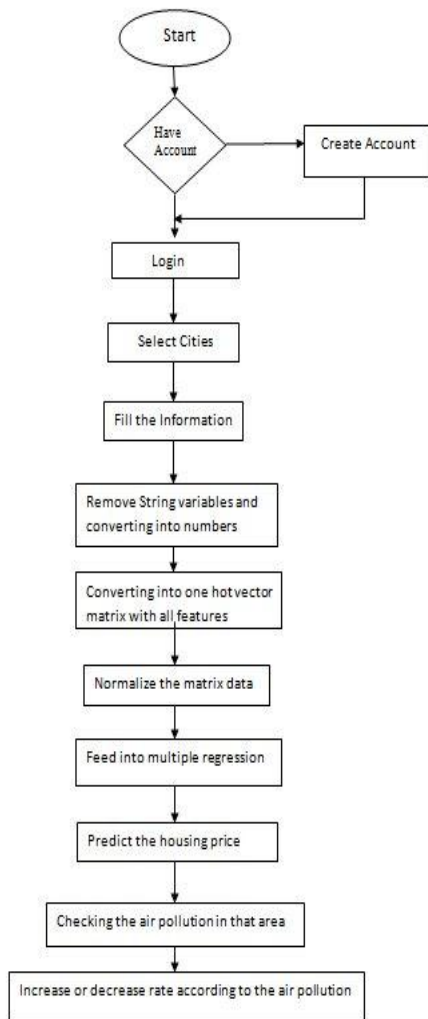 Start
Have
Account
Create Account
Login
Select Cities
Fill the Information
Remove String variables and
converting into numbers
Converting into one hot vector
matrix with all features
Normalize the matrix data
Feed into multiple regression
Predict the housing price
Checking the air pollution in that area
Increase or decrease rate according to the air pollution